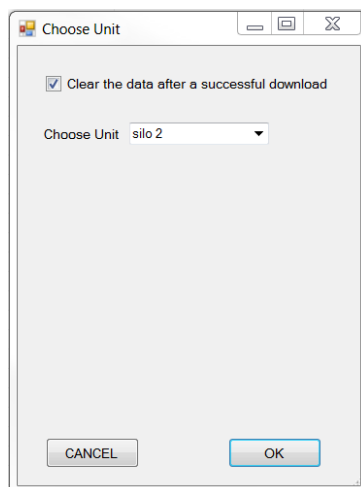 Choose Unit
Clear the data after a successful download
Choose Unit silo 2
CANCEL OK